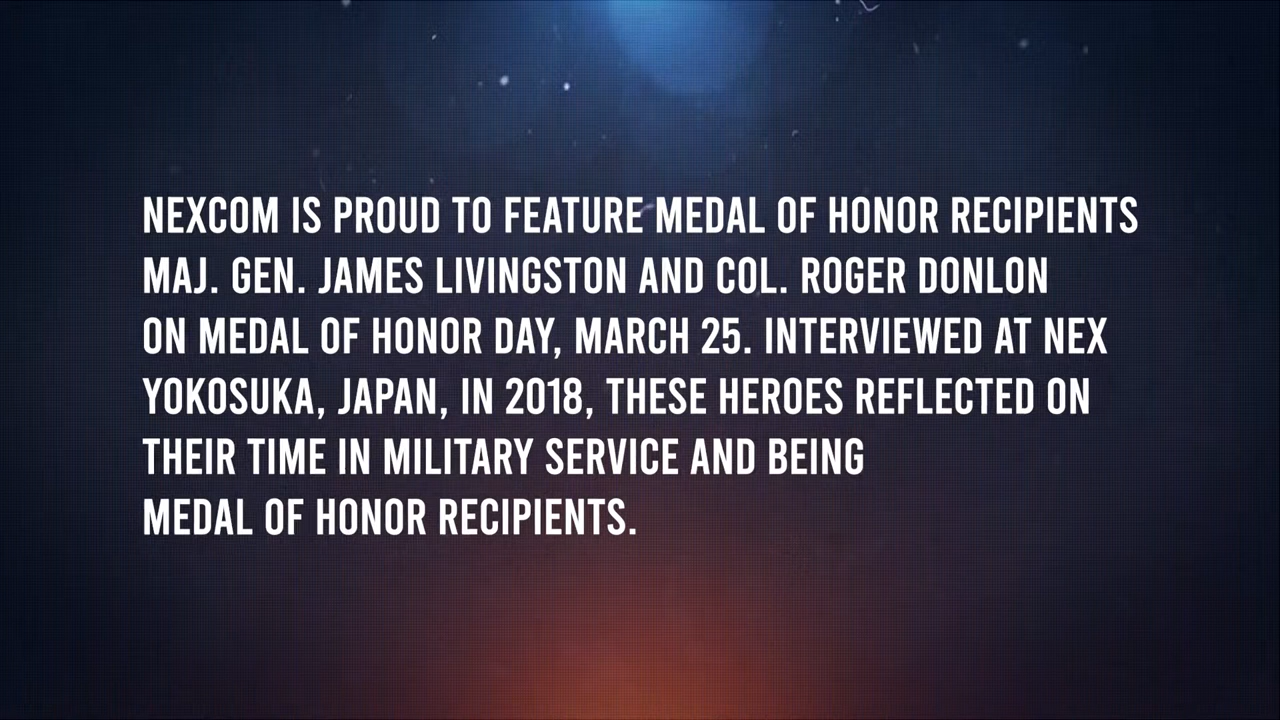 NEXCOM IS PROUD TO FEATURE MEDAL OF HONOR RECIPIENTS
MAJ. GEN. JAMES LIVINGSTON AND COL. ROGER DONLON
ON MEDAL OF HONOR DAY, MARCH 25. INTERVIEWED AT NEX
YOKOSUKA, JAPAN, IN 2018, THESE HEROES REFLECTED ON
THEIR TIME IN MILITARY SERVICE AND BEING
MEDAL OF HONOR RECIPIENTS.